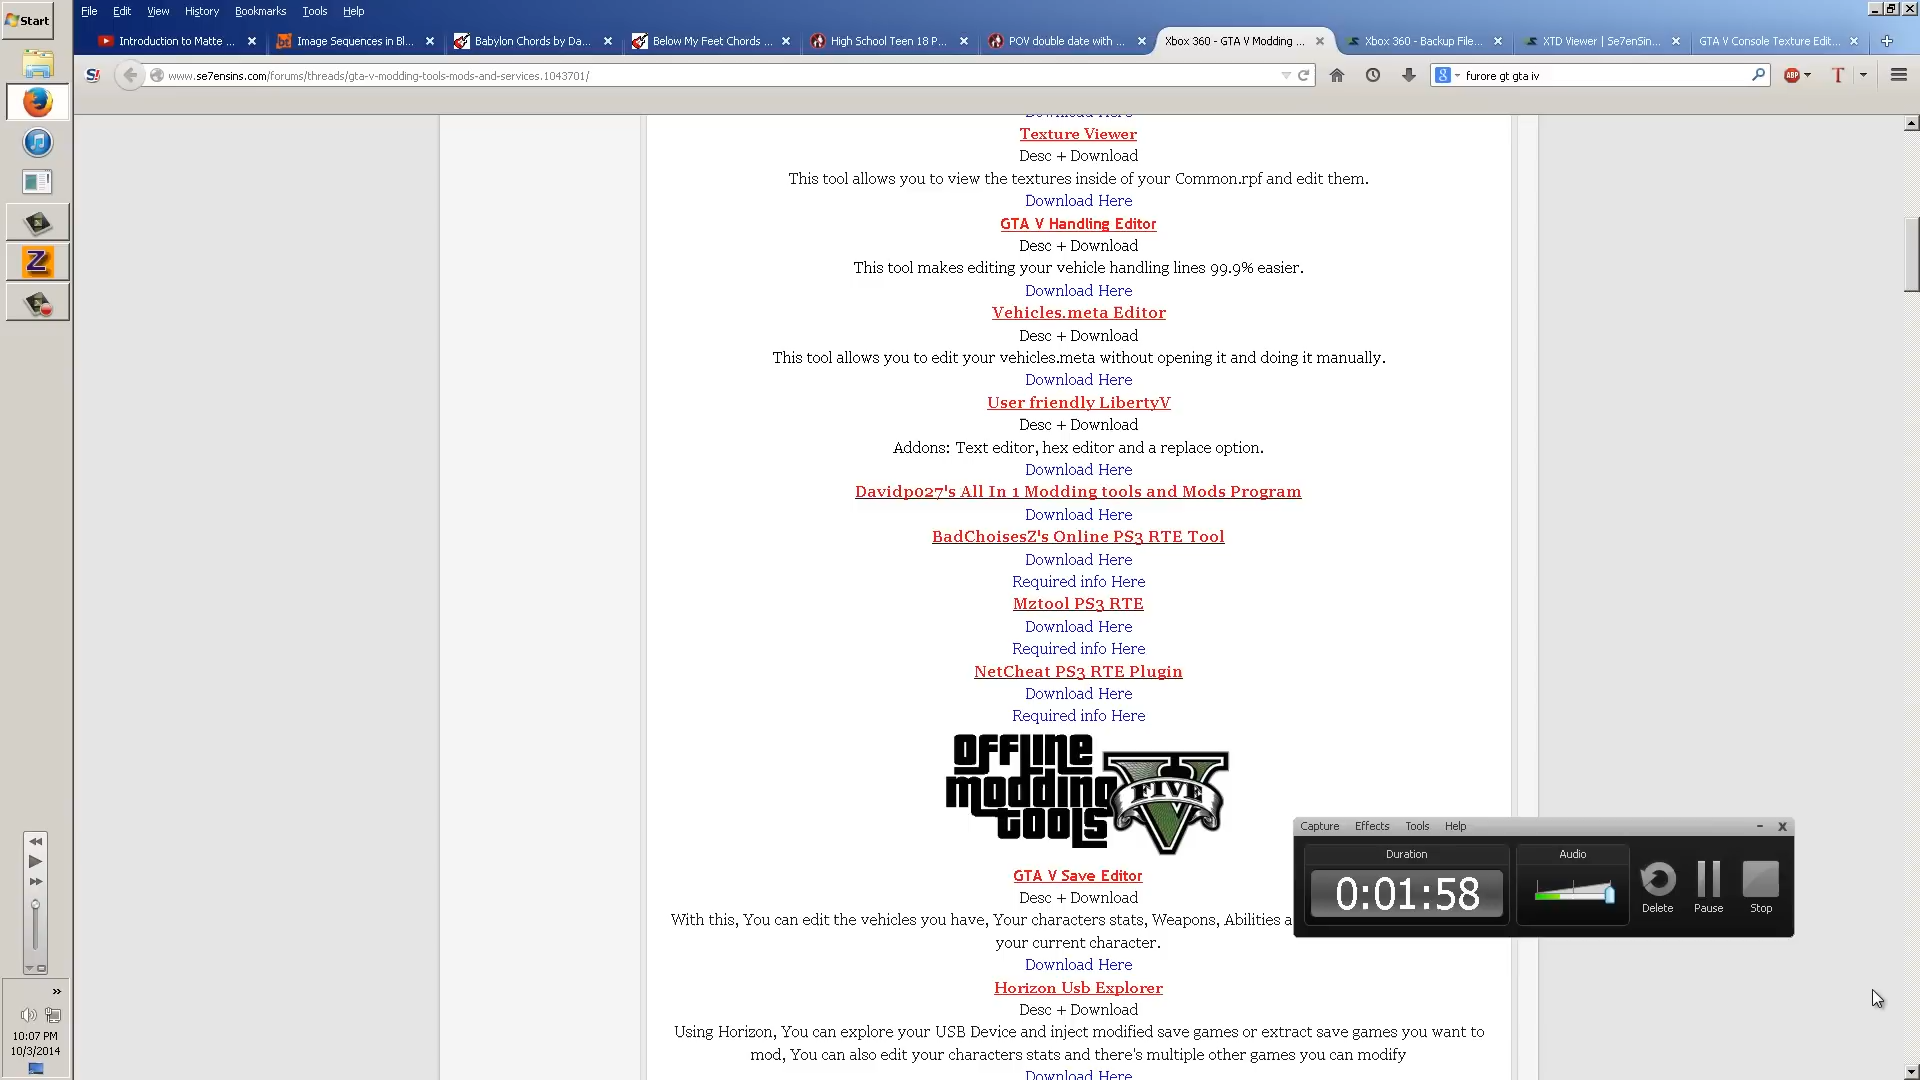 Start
File Edit View History Bookmarks Tools Help
Introduction to Matte ...
Image Sequences in Bl...
Babylon Chords by Da...
Below My Feet Chords ...
High School Teen 18 P...
POV double date with ...
Xbox 360 - GTA V Modding ...
Xbox 360 - Backup File...
XTD Viewer | Se7enSin...
GTA V Console Texture Edit...
www.se7ensins.com/forums/threads/gta-v-modding-tools-mods-and-services.1043701/
furore gt gta iv
ABP
Download Here
Texture Viewer
Desc + Download
This tool allows you to view the textures inside of your Common.rpf and edit them.
Download Here
GTA V Handling Editor
Desc + Download
This tool makes editing your vehicle handling lines 99.9% easier.
Download Here
Vehicles.meta Editor
Desc + Download
This tool allows you to edit your vehicles.meta without opening it and doing it manually.
Download Here
User friendly LibertyV
Desc + Download
Addons: Text editor, hex editor and a replace option.
Download Here
Davidp027's All In 1 Modding tools and Mods Program
Download Here
BadChoisesZ's Online PS3 RTE Tool
Download Here
Required info Here
Mztool PS3 RTE
Download Here
Required info Here
NetCheat PS3 RTE Plugin
Download Here
Required info Here
OFFLINE
MODDING
TOOLS
FIVE
GTA V Save Editor
Desc + Download
With this, You can edit the vehicles you have, Your characters stats, Weapons, Abilities a
your current character.
Download Here
Horizon Usb Explorer
Desc + Download
Using Horizon, You can explore your USB Device and inject modified save games or extract save games you want to
mod, You can also edit your characters stats and there's multiple other games you can modify
Download Here
Capture Effects Tools Help
Duration
0:01:58
Audio
Delete
Pause
Stop
10:07 PM
10/3/2014